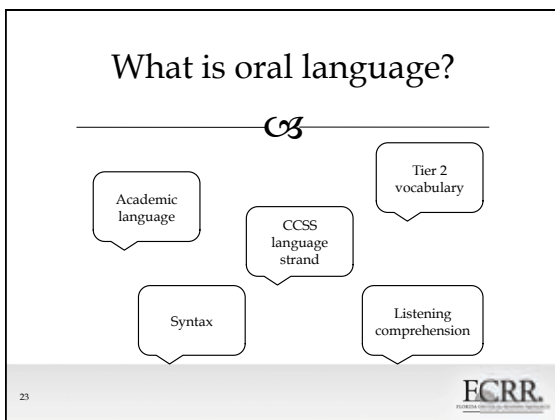 What is oral language?
Academic
language
Tier 2
vocabulary
CCSS
language
strand
Syntax
Listening
comprehension
23
FCRR.